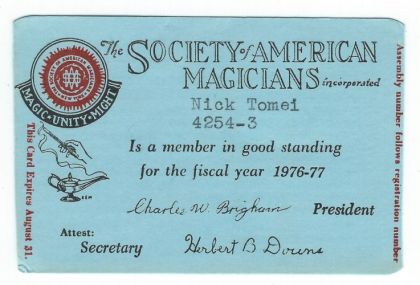 The SOCIETY of AMERICAN
MAGICIANS incorporated
MAGIC-UNITY-MIGHT
Nick Tomei
4254-3
Is a member in good standing
for the fiscal year 1976-77
Charles W. Brigham President
Attest:
Secretary Herbert B Downs
This Card Expires August 31.
Assembly number follows registration number